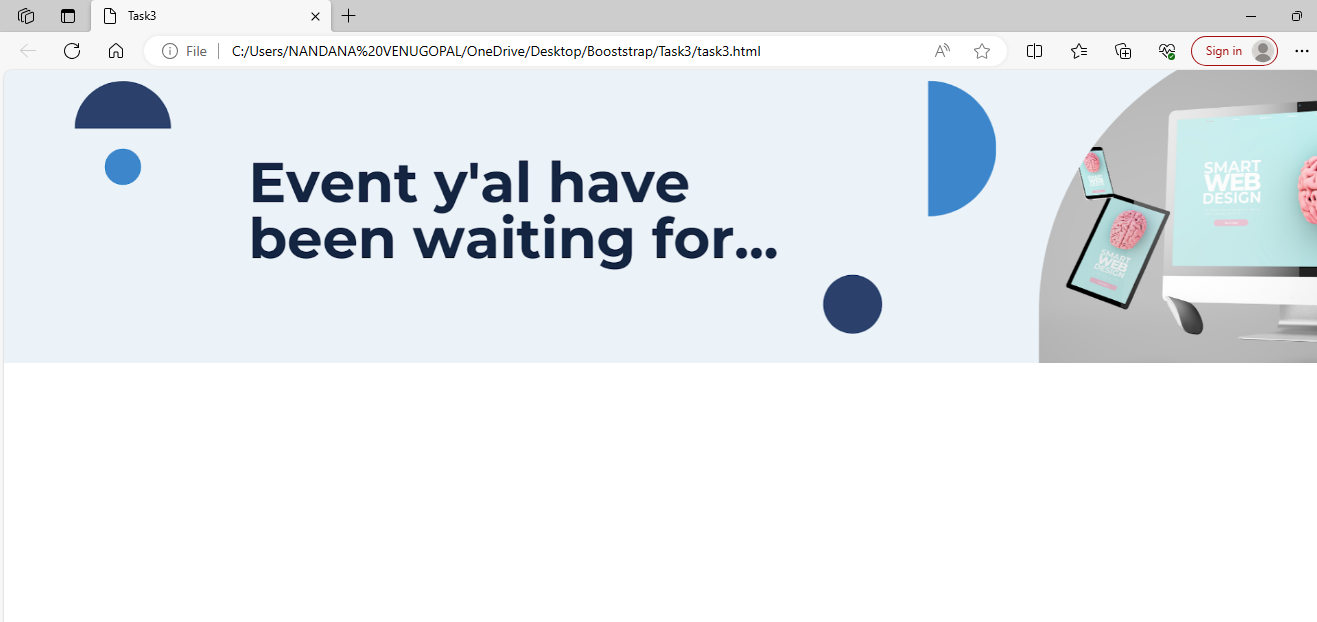 Task3
File
C:/Users/NANDANA%20VENUGOPAL/OneDrive/Desktop/Booststrap/Task3/task3.html
Sign in
Event y'al have
been waiting for...
SMART
WEB
DESIGN
SMART
WEB
DESIGN